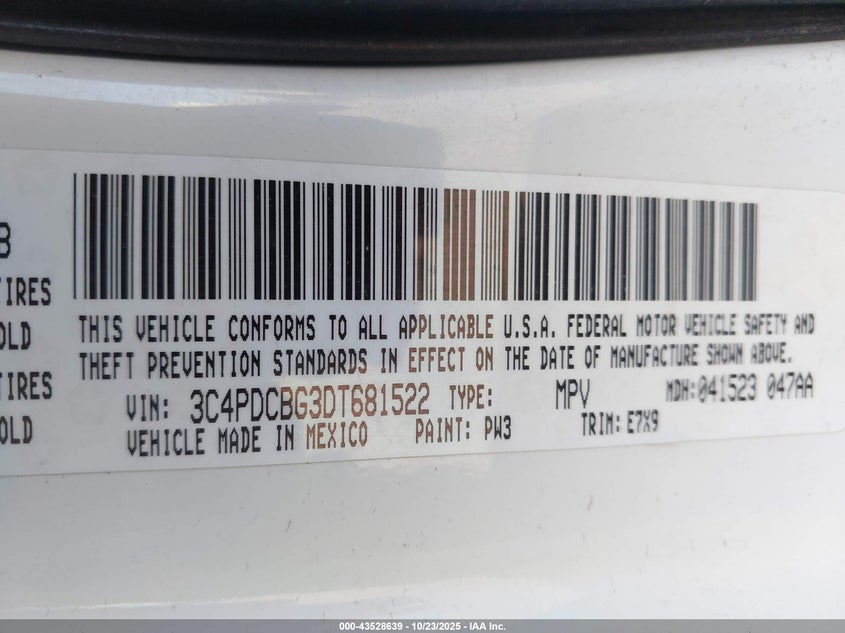 B
TIRES
OLD
TIRES
OLD
THIS VEHICLE CONFORMS TO ALL APPLICABLE U.S.A. FEDERAL MOTOR VEHICLE SAFETY AND
THEFT PREVENTION STANDARDS IN EFFECT ON THE DATE OF MANUFACTURE SHOWN ABOVE.
VIN: 3C4PDCBG3DT681522 TYPE: MPV MDH:041523 047AA
VEHICLE MADE IN MEXICO PAINT: PW3 TRIM: E7X9
000-43528639 - 10/23/2025 - IAA Inc.